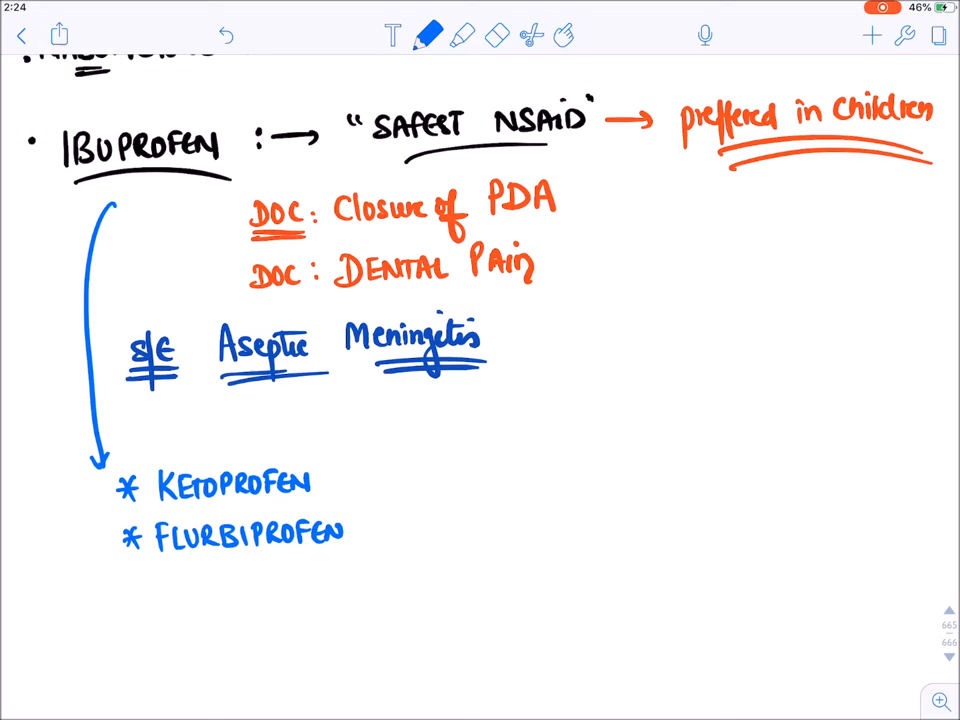 2:24
46%
T
• IBUPROFEN :→ "SAFEST NSAiD" → preffered in children
DOC: Closure of PDA
DOC: DENTAL PAin
S/E Aseptic Meningitis
* KETOPROFEN
* FLURBIPROFEN
665
666